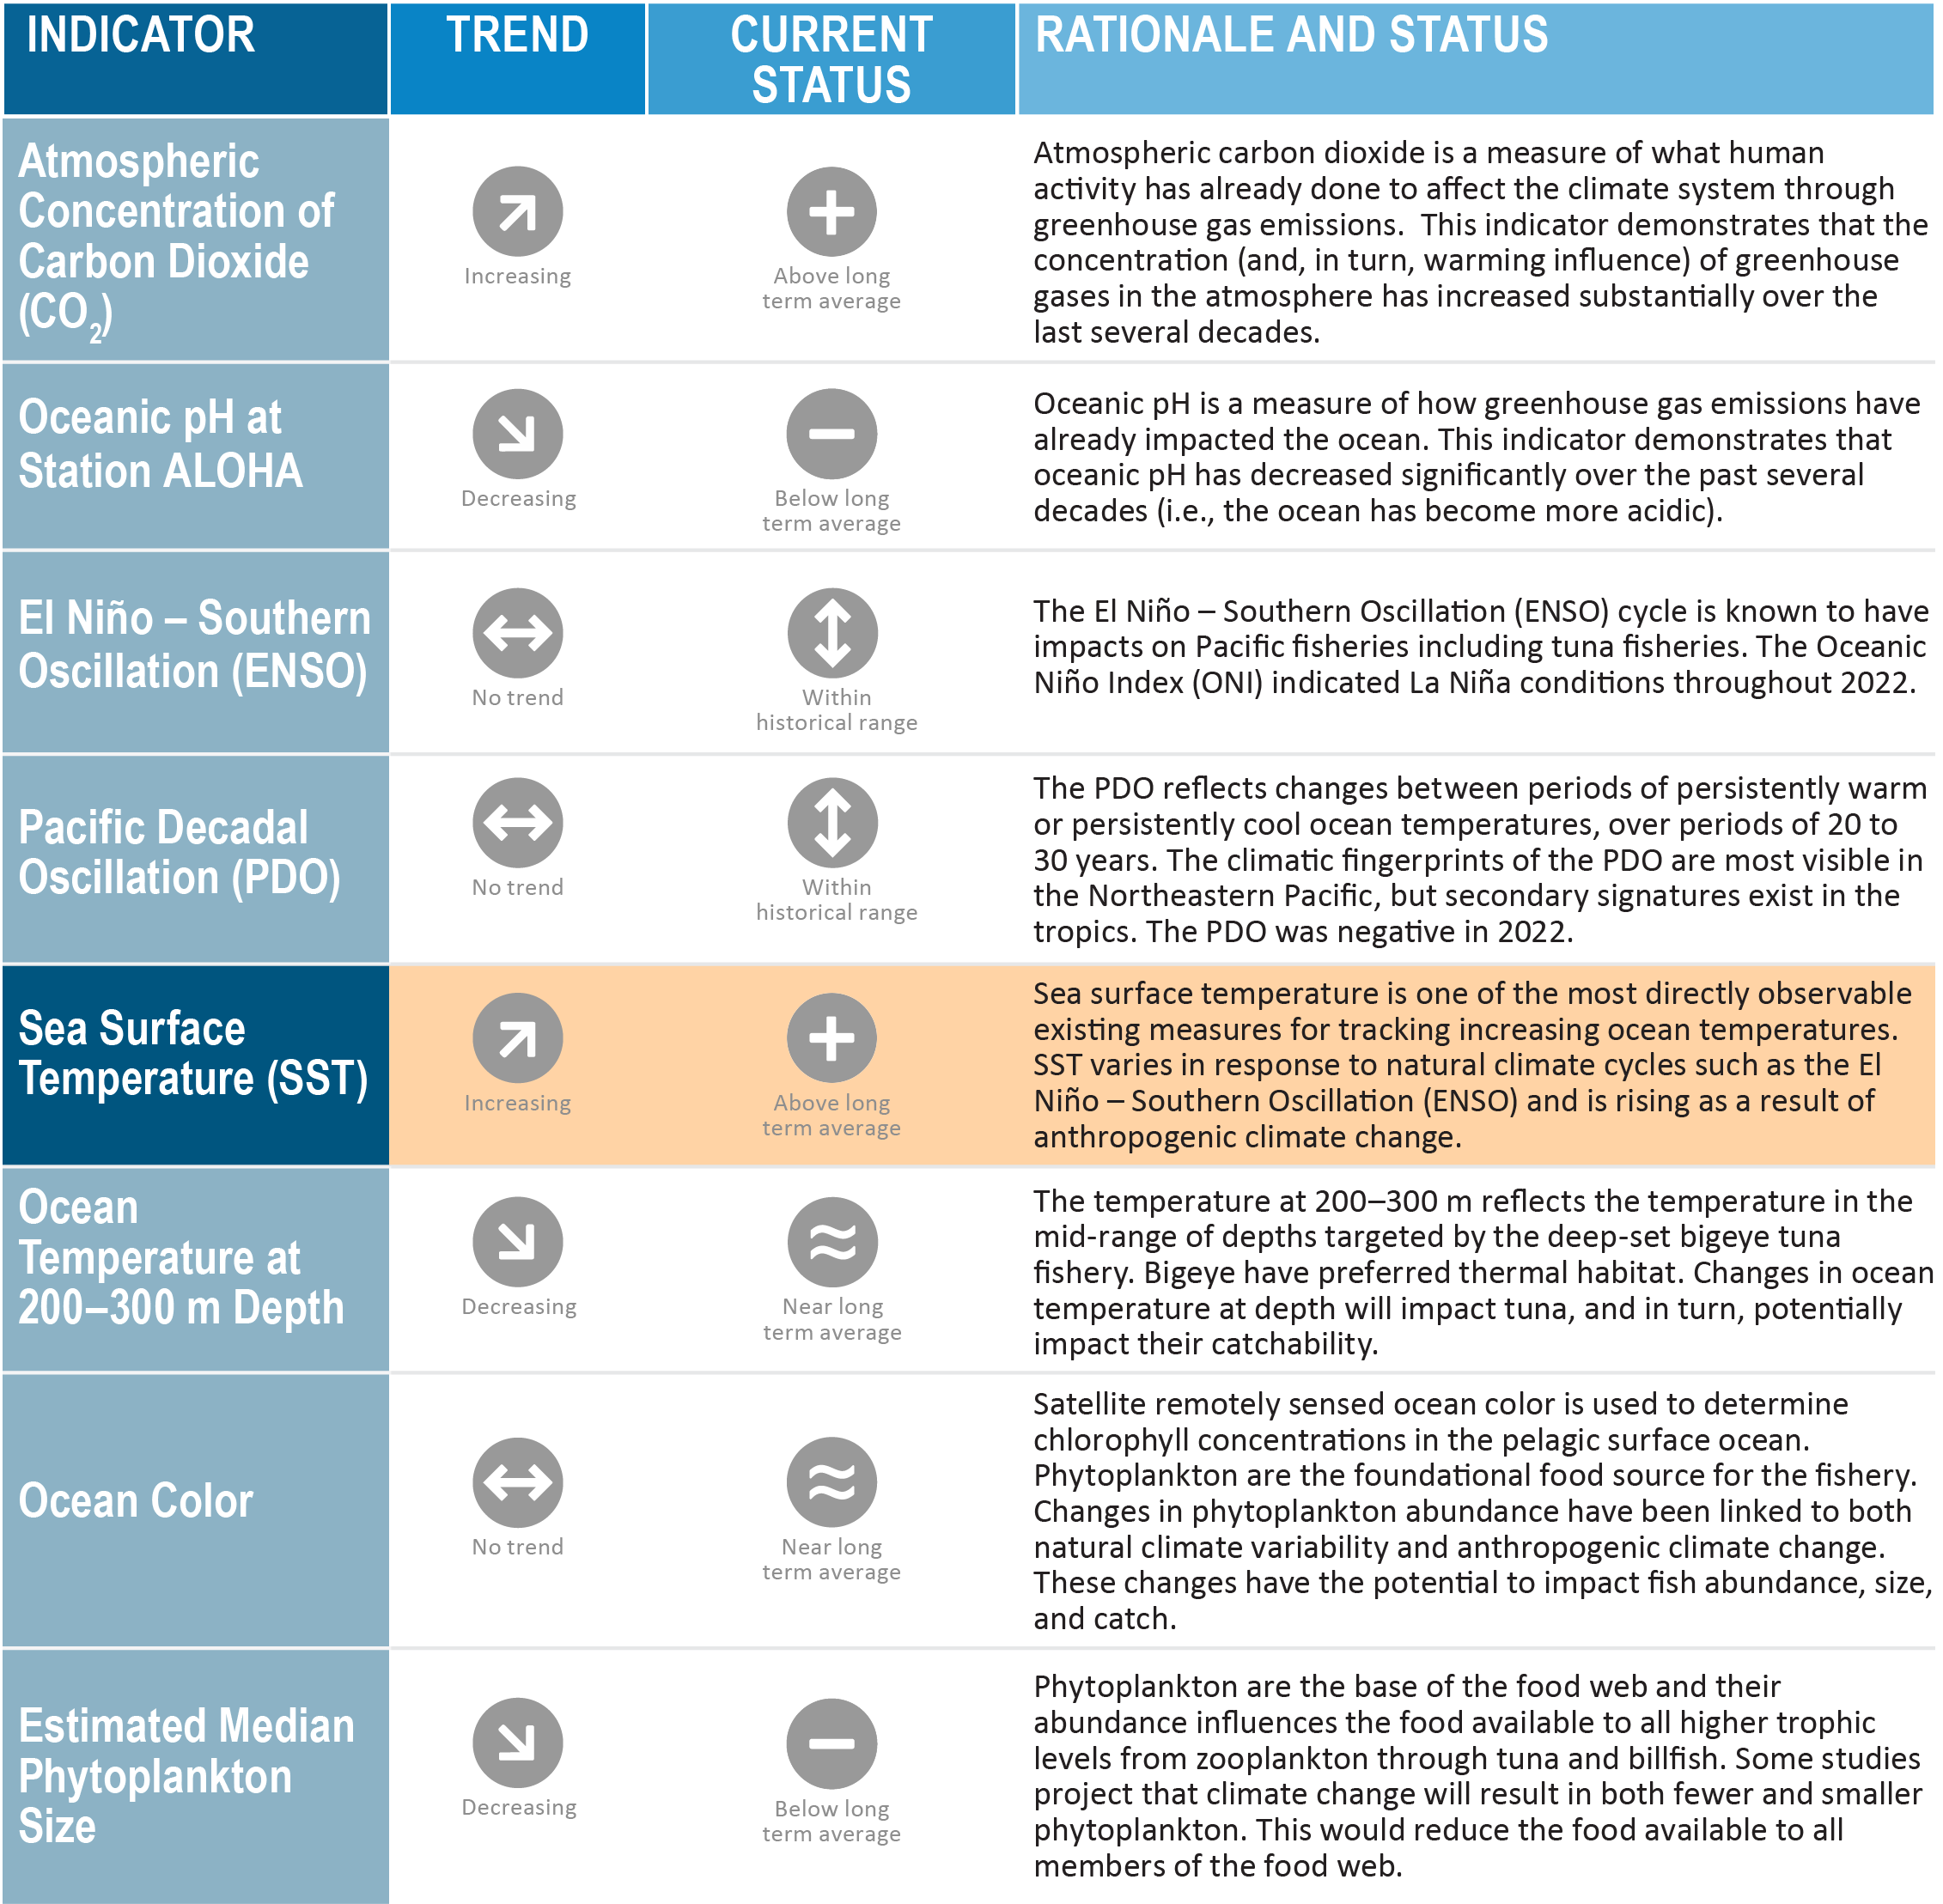 INDICATOR
TREND
CURRENT
STATUS
RATIONALE AND STATUS
Atmospheric
Concentration of
Carbon Dioxide
(CO2)
Increasing
Above long
term average
Atmospheric carbon dioxide is a measure of what human
activity has already done to affect the climate system through
greenhouse gas emissions.  This indicator demonstrates that the
concentration (and, in turn, warming influence) of greenhouse
gases in the atmosphere has increased substantially over the
last several decades.
Oceanic pH at
Station ALOHA
Decreasing
Below long
term average
Oceanic pH is a measure of how greenhouse gas emissions have
already impacted the ocean. This indicator demonstrates that
oceanic pH has decreased significantly over the past several
decades (i.e., the ocean has become more acidic).
El Niño – Southern
Oscillation (ENSO)
No trend
Within
historical range
The El Niño – Southern Oscillation (ENSO) cycle is known to have
impacts on Pacific fisheries including tuna fisheries. The Oceanic
Niño Index (ONI) indicated La Niña conditions throughout 2022.
Pacific Decadal
Oscillation (PDO)
No trend
Within
historical range
The PDO reflects changes between periods of persistently warm
or persistently cool ocean temperatures, over periods of 20 to
30 years. The climatic fingerprints of the PDO are most visible in
the Northeastern Pacific, but secondary signatures exist in the
tropics. The PDO was negative in 2022.
Sea Surface
Temperature (SST)
Increasing
Above long
term average
Sea surface temperature is one of the most directly observable
existing measures for tracking increasing ocean temperatures.
SST varies in response to natural climate cycles such as the El
Niño – Southern Oscillation (ENSO) and is rising as a result of
anthropogenic climate change.
Ocean
Temperature at
200–300 m Depth
Decreasing
Near long
term average
The temperature at 200–300 m reflects the temperature in the
mid-range of depths targeted by the deep-set bigeye tuna
fishery. Bigeye have preferred thermal habitat. Changes in ocean
temperature at depth will impact tuna, and in turn, potentially
impact their catchability.
Ocean Color
No trend
Near long
term average
Satellite remotely sensed ocean color is used to determine
chlorophyll concentrations in the pelagic surface ocean.
Phytoplankton are the foundational food source for the fishery.
Changes in phytoplankton abundance have been linked to both
natural climate variability and anthropogenic climate change.
These changes have the potential to impact fish abundance, size,
and catch.
Estimated Median
Phytoplankton
Size
Decreasing
Below long
term average
Phytoplankton are the base of the food web and their
abundance influences the food available to all higher trophic
levels from zooplankton through tuna and billfish. Some studies
project that climate change will result in both fewer and smaller
phytoplankton. This would reduce the food available to all
members of the food web.